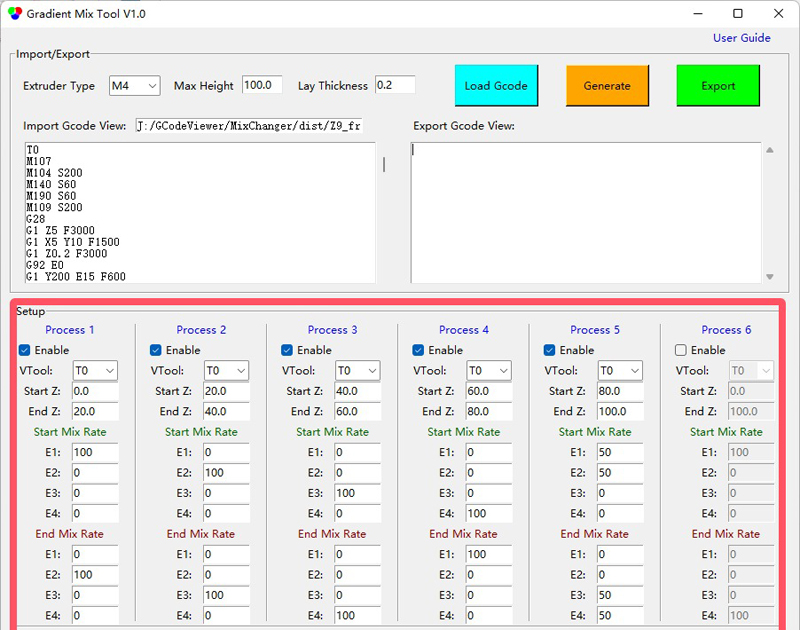 Gradient Mix Tool V1.0
User Guide
Import/Export
Extruder Type M4 Max Height 100.0 Lay Thickness 0.2 Load Gcode Generate Export
Import Gcode View: J:/GCodeViewer/MixChanger/dist/Z9_fr Export Gcode View:
T0
M107
M104 S200
M140 S60
M190 S60
M109 S200
G28
G1 Z5 F3000
G1 X5 Y10 F1500
G1 Z0.2 F3000
G92 E0
G1 Y200 E15 F600
Setup
Process 1 Process 2 Process 3 Process 4 Process 5 Process 6
Enable Enable Enable Enable Enable Enable
VTool: T0 VTool: T0 VTool: T0 VTool: T0 VTool: T0 VTool: T0
Start Z: 0.0 Start Z: 20.0 Start Z: 40.0 Start Z: 60.0 Start Z: 80.0 Start Z: 0.0
End Z: 20.0 End Z: 40.0 End Z: 60.0 End Z: 80.0 End Z: 100.0 End Z: 100.0
Start Mix Rate Start Mix Rate Start Mix Rate Start Mix Rate Start Mix Rate Start Mix Rate
E1: 100 E1: 0 E1: 0 E1: 0 E1: 50 E1: 100
E2: 0 E2: 100 E2: 0 E2: 0 E2: 50 E2: 0
E3: 0 E3: 0 E3: 100 E3: 0 E3: 0 E3: 0
E4: 0 E4: 0 E4: 0 E4: 100 E4: 0 E4: 0
End Mix Rate End Mix Rate End Mix Rate End Mix Rate End Mix Rate End Mix Rate
E1: 0 E1: 0 E1: 0 E1: 100 E1: 0 E1: 0
E2: 100 E2: 0 E2: 0 E2: 0 E2: 0 E2: 0
E3: 0 E3: 100 E3: 0 E3: 0 E3: 50 E3: 0
E4: 0 E4: 0 E4: 100 E4: 0 E4: 50 E4: 100